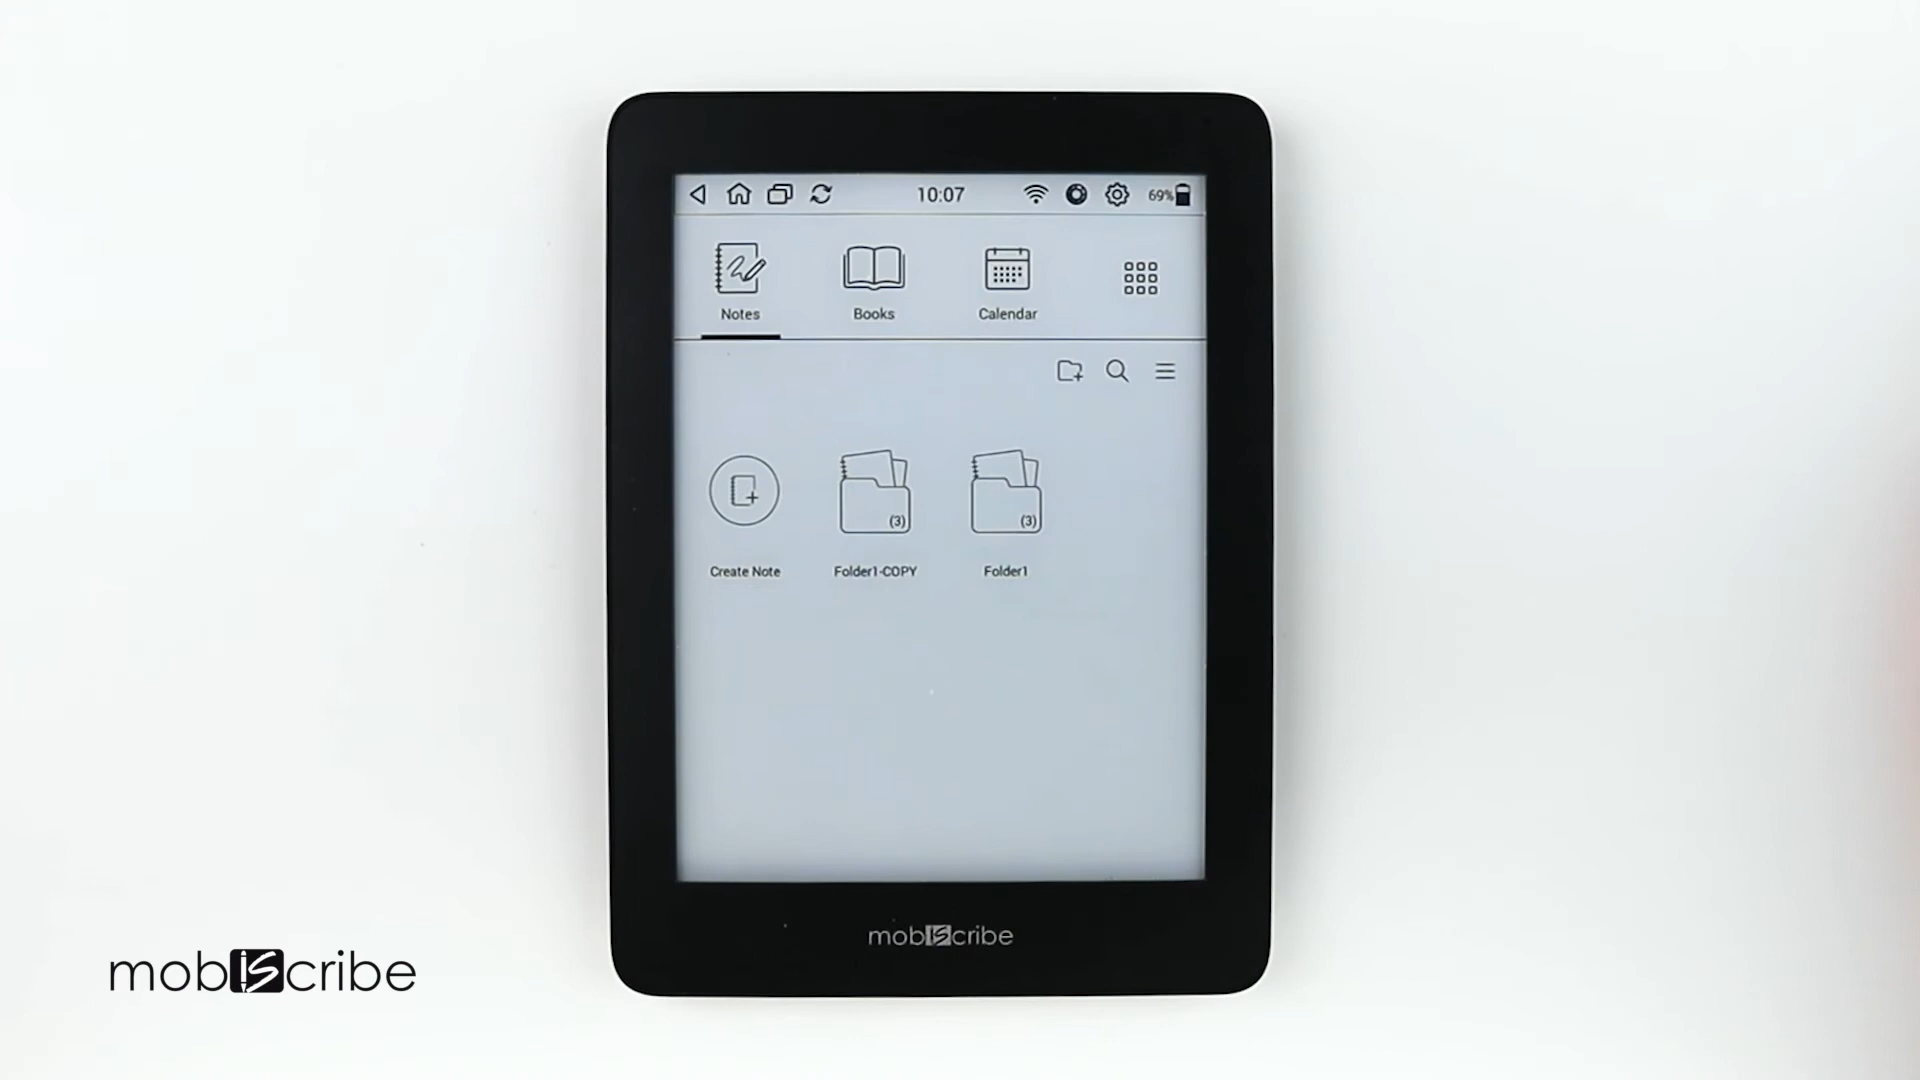 10:07
69%
Notes
Books
Calendar
(3)
(3)
Create Note
Folder1-COPY
Folder1
mobiscribe
mobiscribe